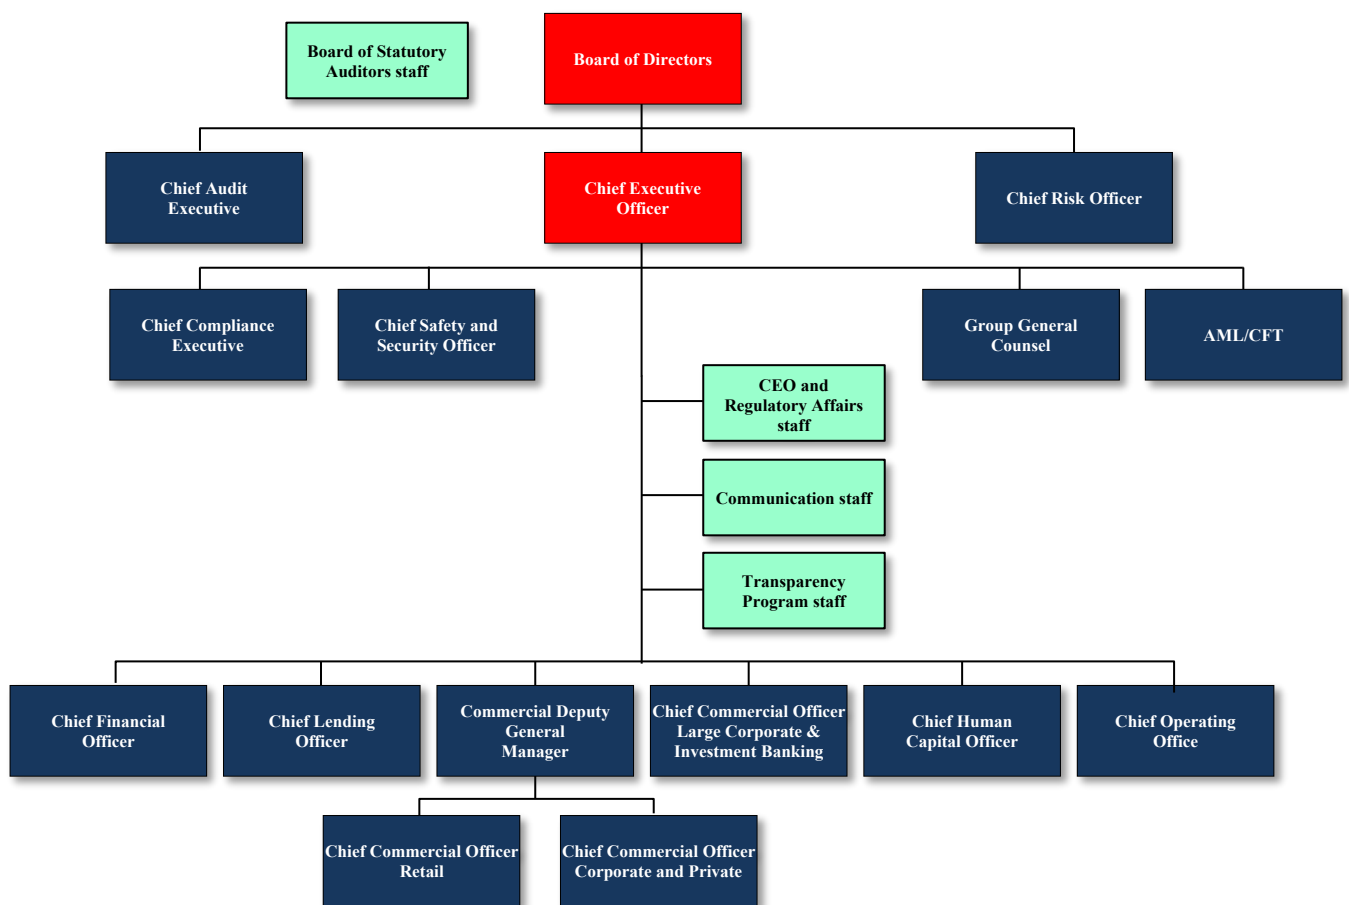 Board of Statutory
Auditors staff
Board of Directors
Chief Audit
Executive
Chief Executive
Officer
Chief Risk Officer
Chief Compliance
Executive
Chief Safety and
Security Officer
Group General
Counsel
AML/CFT
CEO and
Regulatory Affairs
staff
Communication staff
Transparency
Program staff
Chief Financial
Officer
Chief Lending
Officer
Commercial Deputy
General
Manager
Chief Commercial Officer
Large Corporate &
Investment Banking
Chief Human
Capital Officer
Chief Operating
Office
Chief Commercial Officer
Retail
Chief Commercial Officer
Corporate and Private